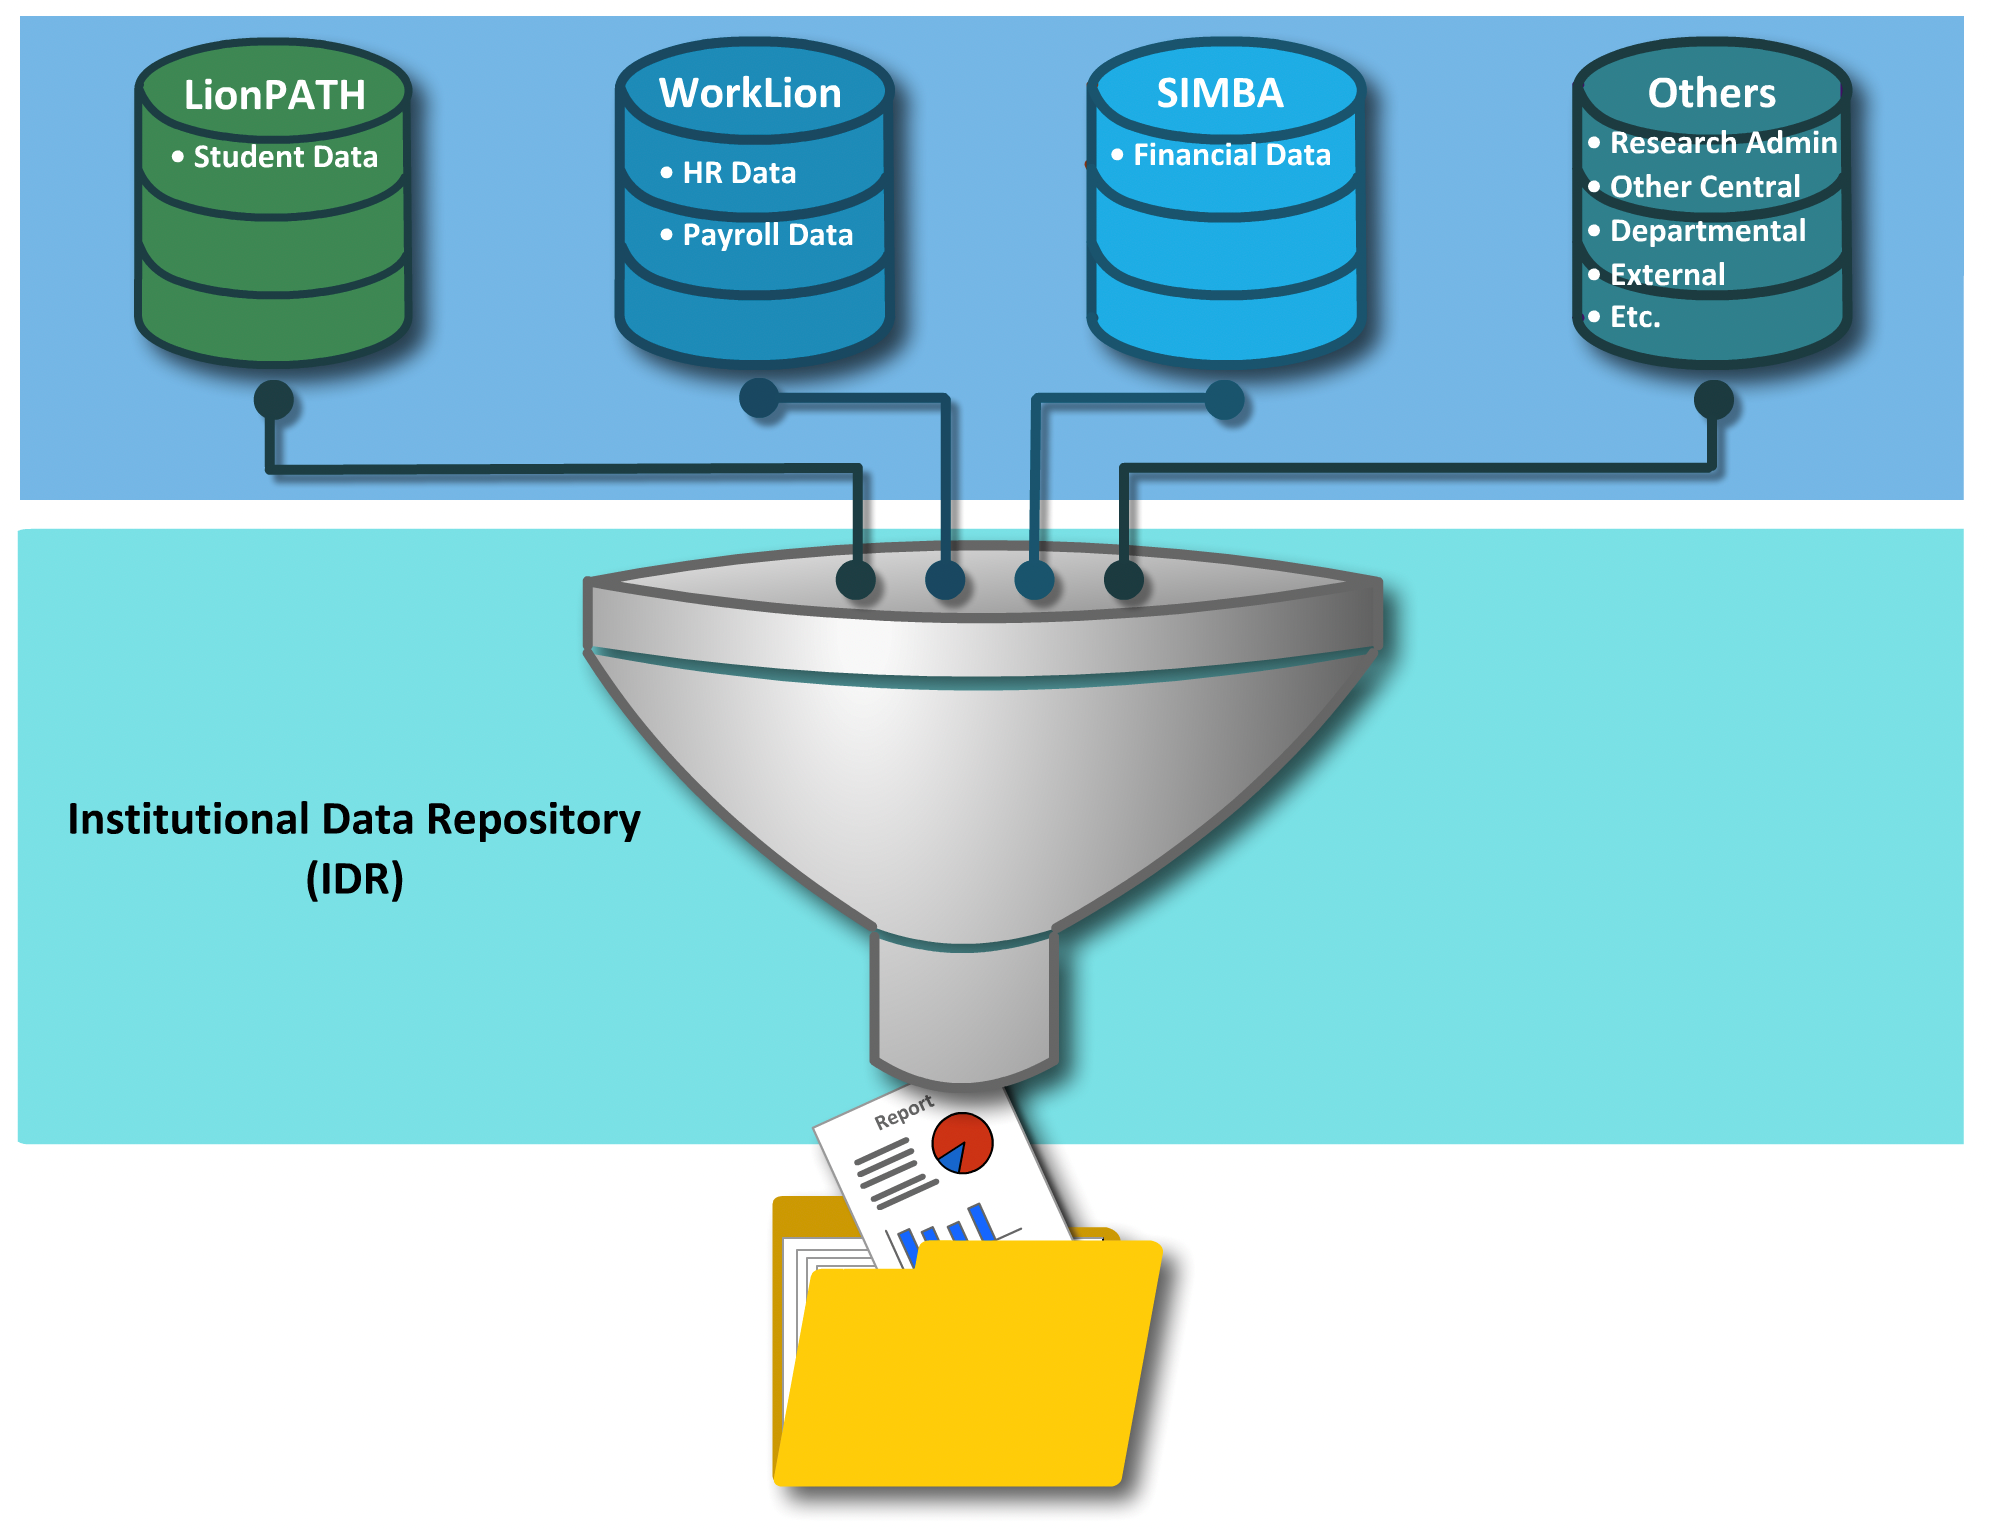 LionPATH
• Student Data
WorkLion
• HR Data
• Payroll Data
SIMBA
• Financial Data
Others
• Research Admin
• Other Central
• Departmental
• External
• Etc.
Institutional Data Repository
(IDR)
Report